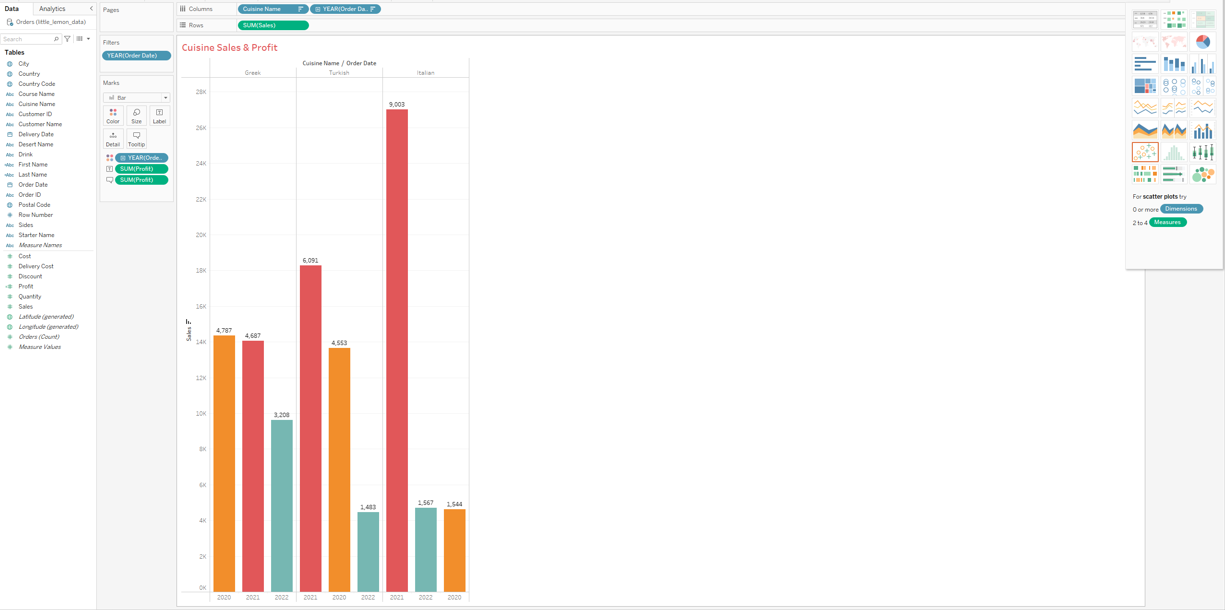 Data
Analytics
Orders (little_lemon_data)
Search
Tables
City
Country
Country Code
Course Name
Cuisine Name
Customer ID
Customer Name
Delivery Date
Desert Name
Drink
First Name
Last Name
Order Date
Order ID
Postal Code
Row Number
Sides
Starter Name
Measure Names
Cost
Delivery Cost
Discount
Profit
Quantity
Sales
Latitude (generated)
Longitude (generated)
Orders (Count)
Measure Values
Pages
Filters
YEAR(Order Date)
Marks
Bar
Color Size Label
Detail Tooltip
YEAR(Orde..
SUM(Profit)
SUM(Profit)
Columns Cuisine Name YEAR(Order Da..
Rows SUM(Sales)
Cuisine Sales & Profit
Cuisine Name / Order Date
Greek Turkish Italian
28K
26K
24K
22K
20K
18K
16K
14K
12K
10K
8K
6K
4K
2K
0K
Sales
4,787 4,687 3,208 6,091 4,553 1,483 9,003 1,567 1,544
2020 2021 2022 2021 2020 2022 2021 2022 2020
For scatter plots try
0 or more Dimensions
2 to 4 Measures